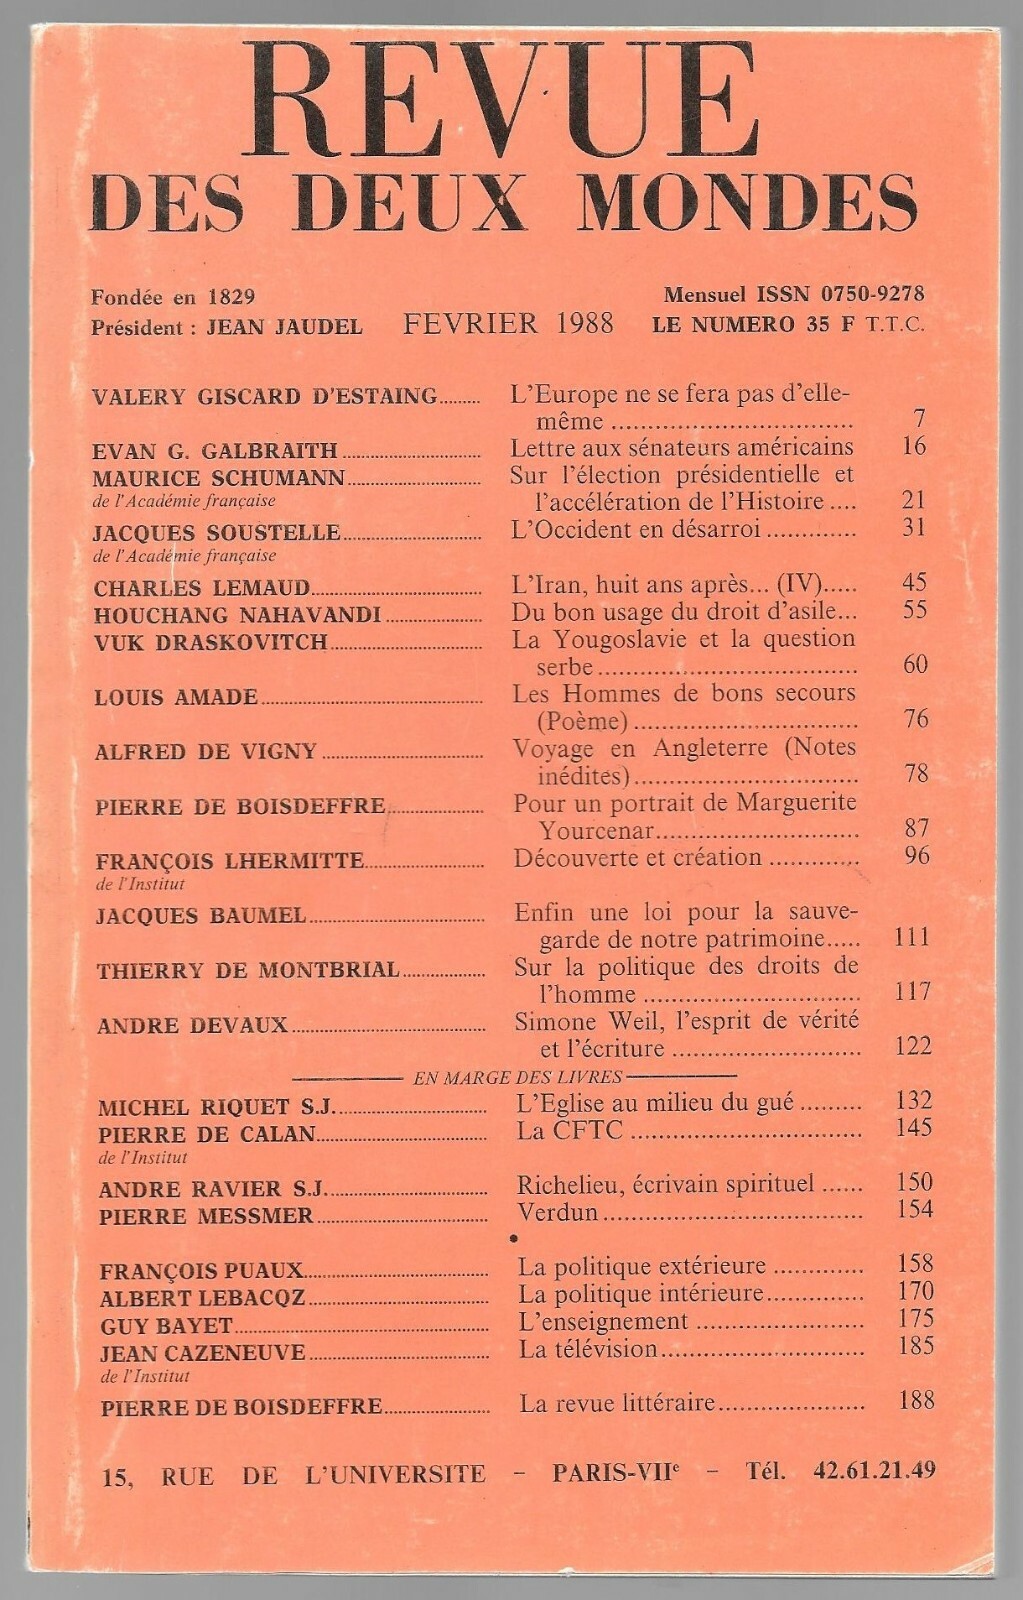 REVUE
DES DEUX MONDES
Fondée en 1829
Mensuel ISSN 0750-9278
Président : JEAN JAUDEL FEVRIER 1988 LE NUMERO 35 F T.T.C.
VALERY GISCARD D'ESTAING......... L'Europe ne se fera pas d'elle-
même ................................... 7
EVAN G. GALBRAITH ................................ Lettre aux sénateurs américains 16
MAURICE SCHUMANN............................... Sur l'élection présidentielle et
de l'Académie française l'accélération de l'Histoire .... 21
JACQUES SOUSTELLE................................ L'Occident en désarroi ............. 31
de l'Académie française
CHARLES LEMAUD....................................... L'Iran, huit ans après... (IV)..... 45
HOUCHANG NAHAVANDI ...................... Du bon usage du droit d'asile... 55
VUK DRASKOVITCH................................... La Yougoslavie et la question
serbe ..................................... 60
LOUIS AMADE................................................... Les Hommes de bons secours
(Poème) ................................ 76
ALFRED DE VIGNY ..................................... Voyage en Angleterre (Notes
inédites)................................ 78
PIERRE DE BOISDEFFRE...................... Pour un portrait de Marguerite
Yourcenar............................. 87
FRANÇOIS LHERMITTE........................... Découverte et création ............. 96
de l'Institut
JACQUES BAUMEL........................................ Enfin une loi pour la sauve-
garde de notre patrimoine..... 111
THIERRY DE MONTBRIAL................... Sur la politique des droits de
l'homme ............................... 117
ANDRE DEVAUX............................................ Simone Weil, l'esprit de vérité
et l'écriture ........................... 122
EN MARGE DES LIVRES
MICHEL RIQUET S.J................................... L'Eglise au milieu du gué ......... 132
PIERRE DE CALAN....................................... La CFTC ................................. 145
de l'Institut
ANDRE RAVIER S.J.................................... Richelieu, écrivain spirituel ...... 150
PIERRE MESSMER....................................... Verdun..................................... 154
•
FRANÇOIS PUAUX.......................................... La politique extérieure ............. 158
ALBERT LEBACQZ......................................... La politique intérieure.............. 170
GUY BAYET.......................................................... L'enseignement ........................ 175
JEAN CAZENEUVE......................................... La télévision............................. 185
de l'Institut
PIERRE DE BOISDEFFRE........................ La revue littéraire..................... 188
15, RUE DE L'UNIVERSITE – PARIS-VIIe – Tél. 42.61.21.49